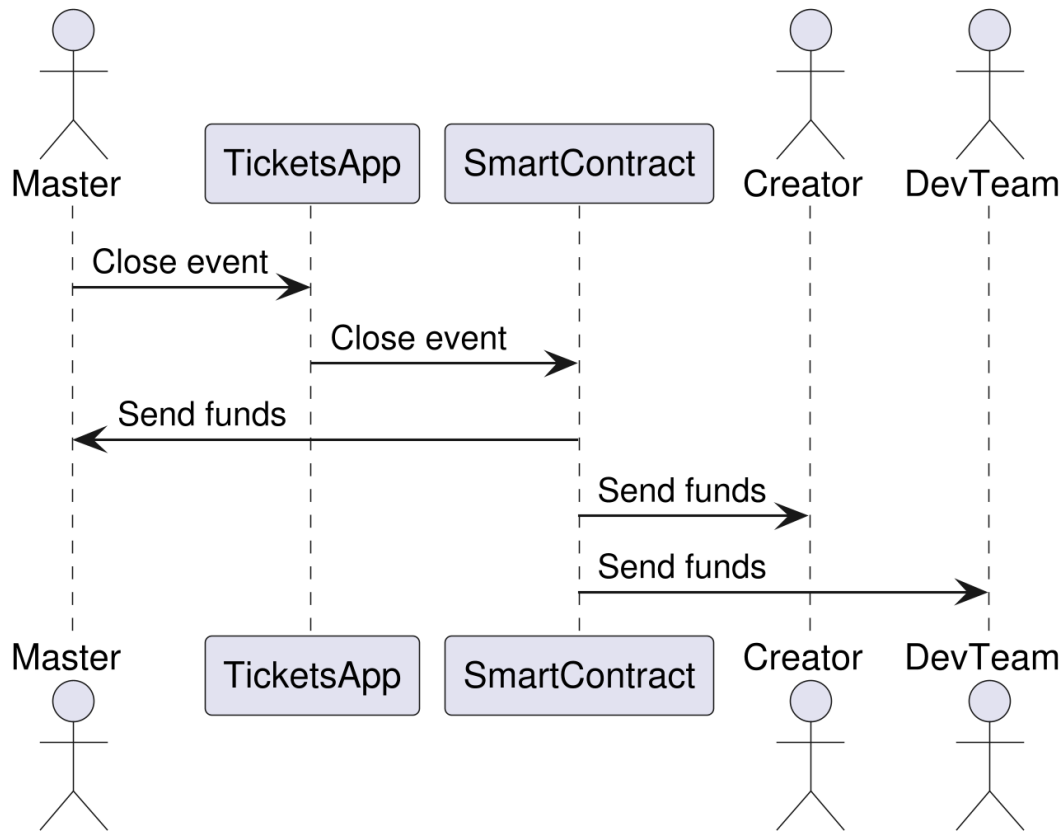 Master
TicketsApp
SmartContract
Creator
DevTeam
Close event
Close event
Send funds
Send funds
Send funds
Master
TicketsApp
SmartContract
Creator
DevTeam